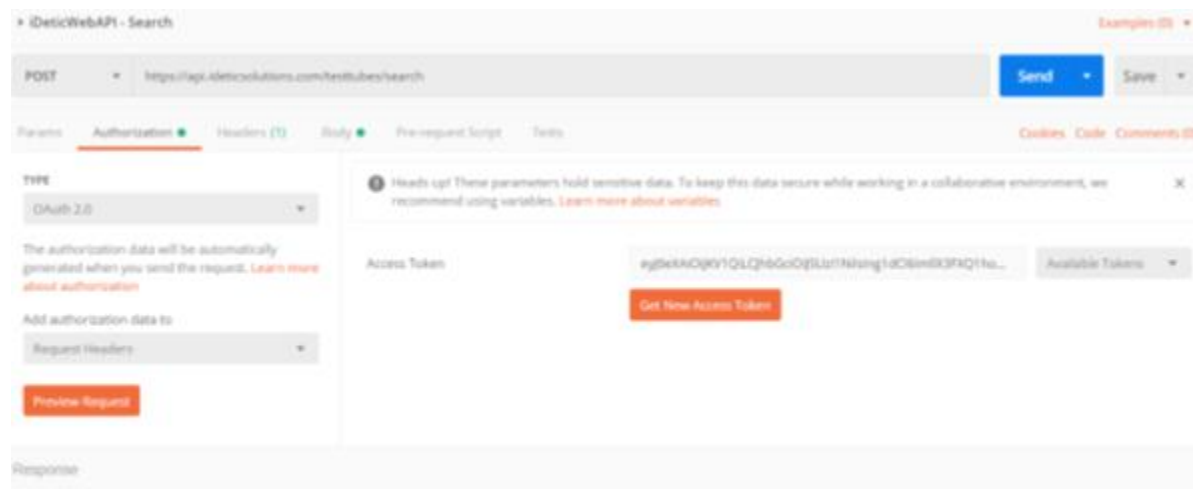 iDeticWebAPI - Search
Examples (0)
POST
https://api.ideticsolutions.com/testtubes/search
Send
Save
Params
Authorization
Headers (1)
Body
Pre-request Script
Tests
Cookies
Code
Comments (0
TYPE
OAuth 2.0
The authorization data will be automatically
generated when you send the request. Learn more
about authorization
Add authorization data to
Request Headers
Preview Request
Heads up! These parameters hold sensitive data. To keep this data secure while working in a collaborative environment, we
recommend using variables. Learn more about variables
Access Token
Available Tokens
Get New Access Token
Response